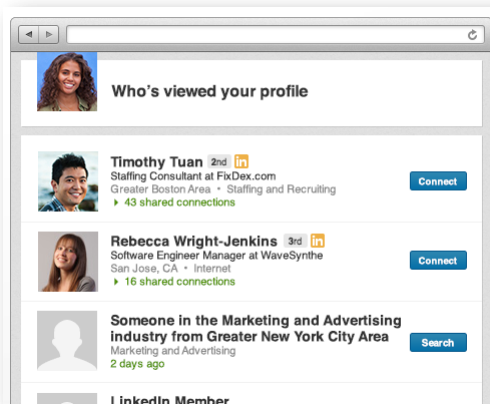 Who's viewed your profile
Timothy Tuan 2nd in
Staffing Consultant at FixDex.com
Greater Boston Area • Staffing and Recruiting
43 shared connections
Connect
Rebecca Wright-Jenkins 3rd in
Software Engineer Manager at WaveSynthe
San Jose, CA • Internet
16 shared connections
Connect
Someone in the Marketing and Advertising
industry from Greater New York City Area
Marketing and Advertising
2 days ago
Search
LinkedIn Member